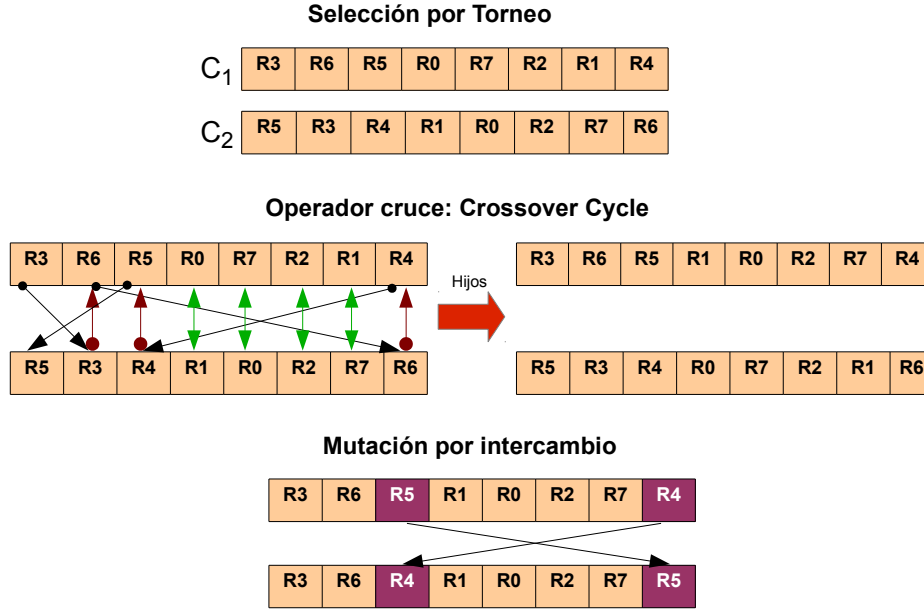 Selección por Torneo
C1 R3 R6 R5 R0 R7 R2 R1 R4
C2 R5 R3 R4 R1 R0 R2 R7 R6
Operador cruce: Crossover Cycle
R3 R6 R5 R0 R7 R2 R1 R4
Hijos
R3 R6 R5 R1 R0 R2 R7 R4
R5 R3 R4 R1 R0 R2 R7 R6
R5 R3 R4 R0 R7 R2 R1 R6
Mutación por intercambio
R3 R6 R5 R1 R0 R2 R7 R4
R3 R6 R4 R1 R0 R2 R7 R5